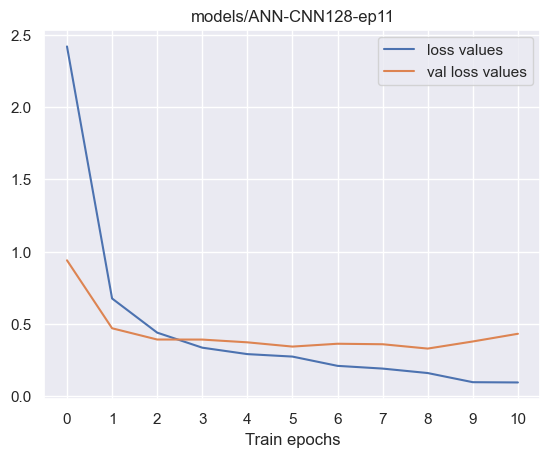 models/ANN-CNN128-ep11
2.5
2.0
1.5
1.0
0.5
0.0
loss values
val loss values
0 1 2 3 4 5 6 7 8 9 10
Train epochs